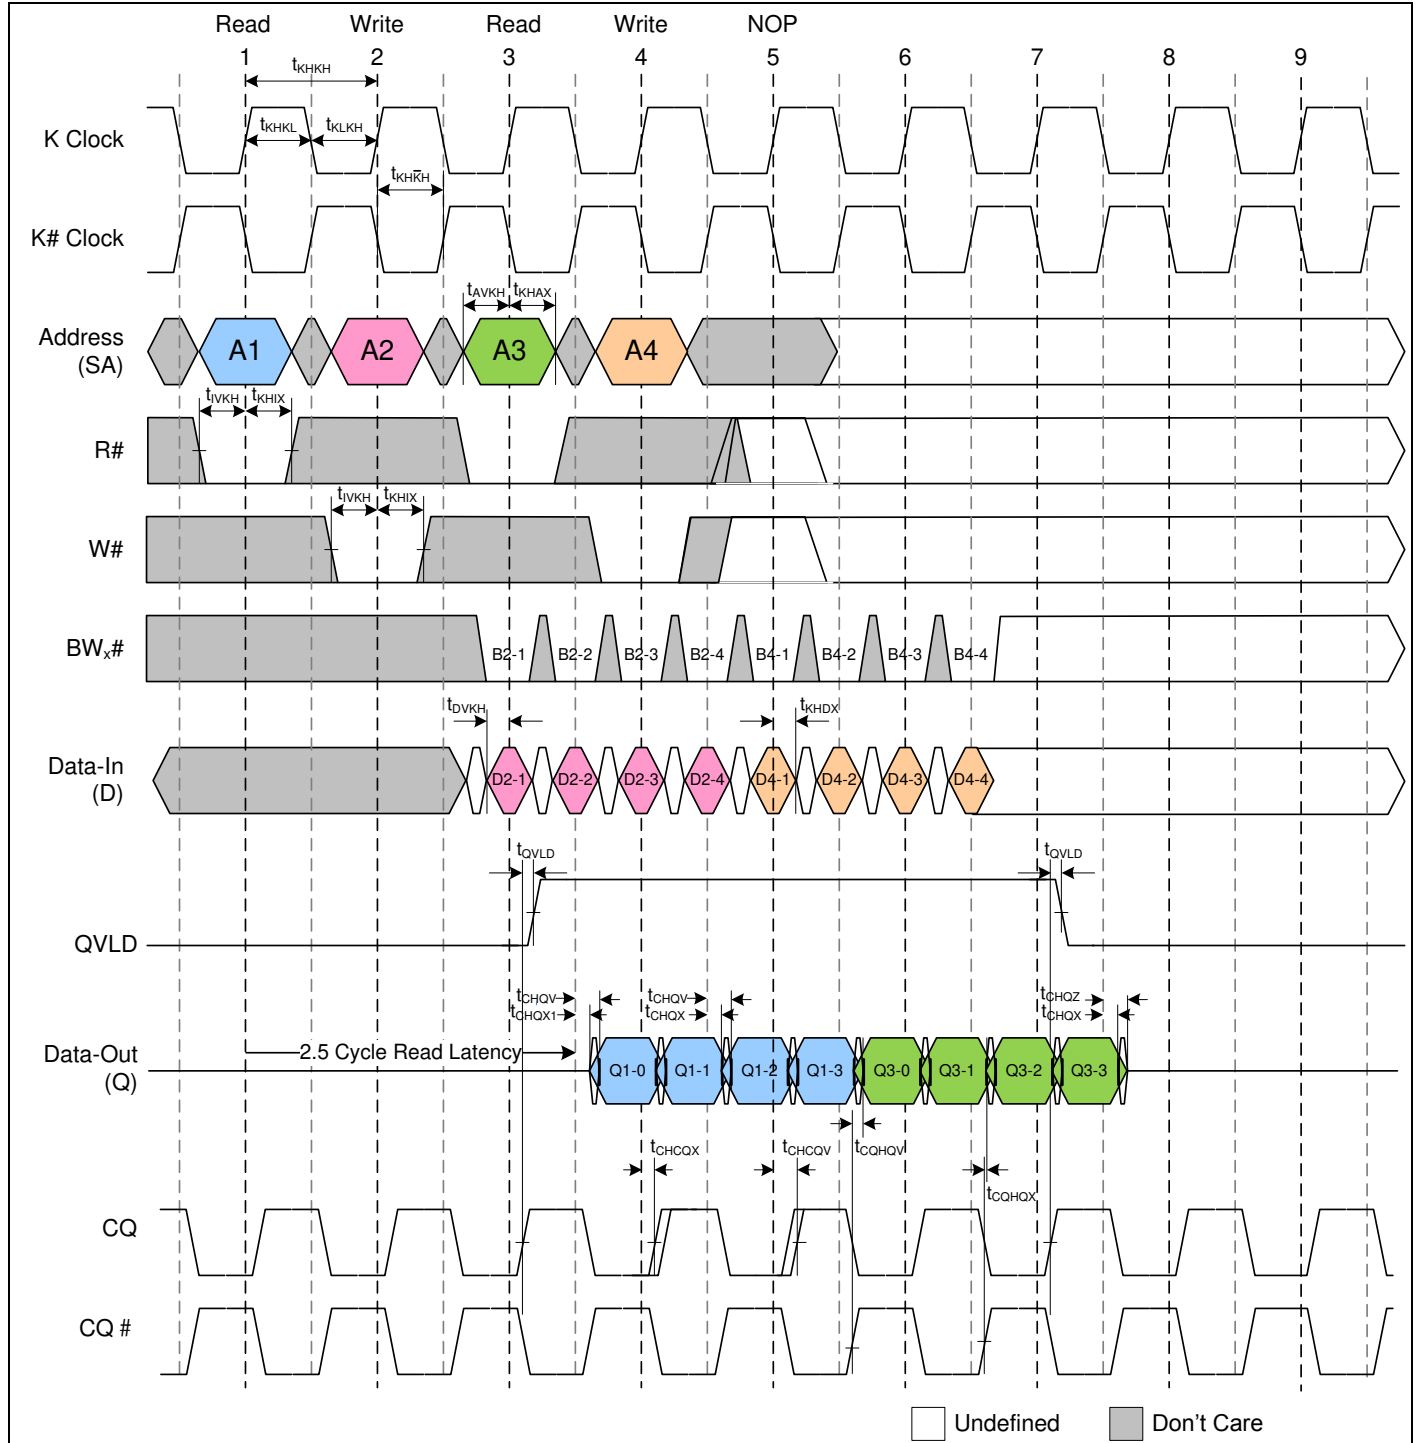 Read Write Read Write NOP
1 2 3 4 5 6 7 8 9
tKHKH
K Clock tKHKL tKLKH
tKHK̄H
K# Clock
tAVKH tKHAX
Address (SA) A1 A2 A3 A4
tIVKH tKHIX
R#
tIVKH tKHIX
W#
BWx# B2-1 B2-2 B2-3 B2-4 B4-1 B4-2 B4-3 B4-4
tDVKH tKHDX
Data-In (D) D2-1 D2-2 D2-3 D2-4 D4-1 D4-2 D4-3 D4-4
tQVLD tQVLD
QVLD
tCHQV tCHQV tCHQZ
tCHQX1 tCHQX tCHQX
Data-Out (Q) 2.5 Cycle Read Latency Q1-0 Q1-1 Q1-2 Q1-3 Q3-0 Q3-1 Q3-2 Q3-3
tCHCQX tCHCQV tCQHQV
tCQHQX
CQ
CQ #
Undefined Don't Care